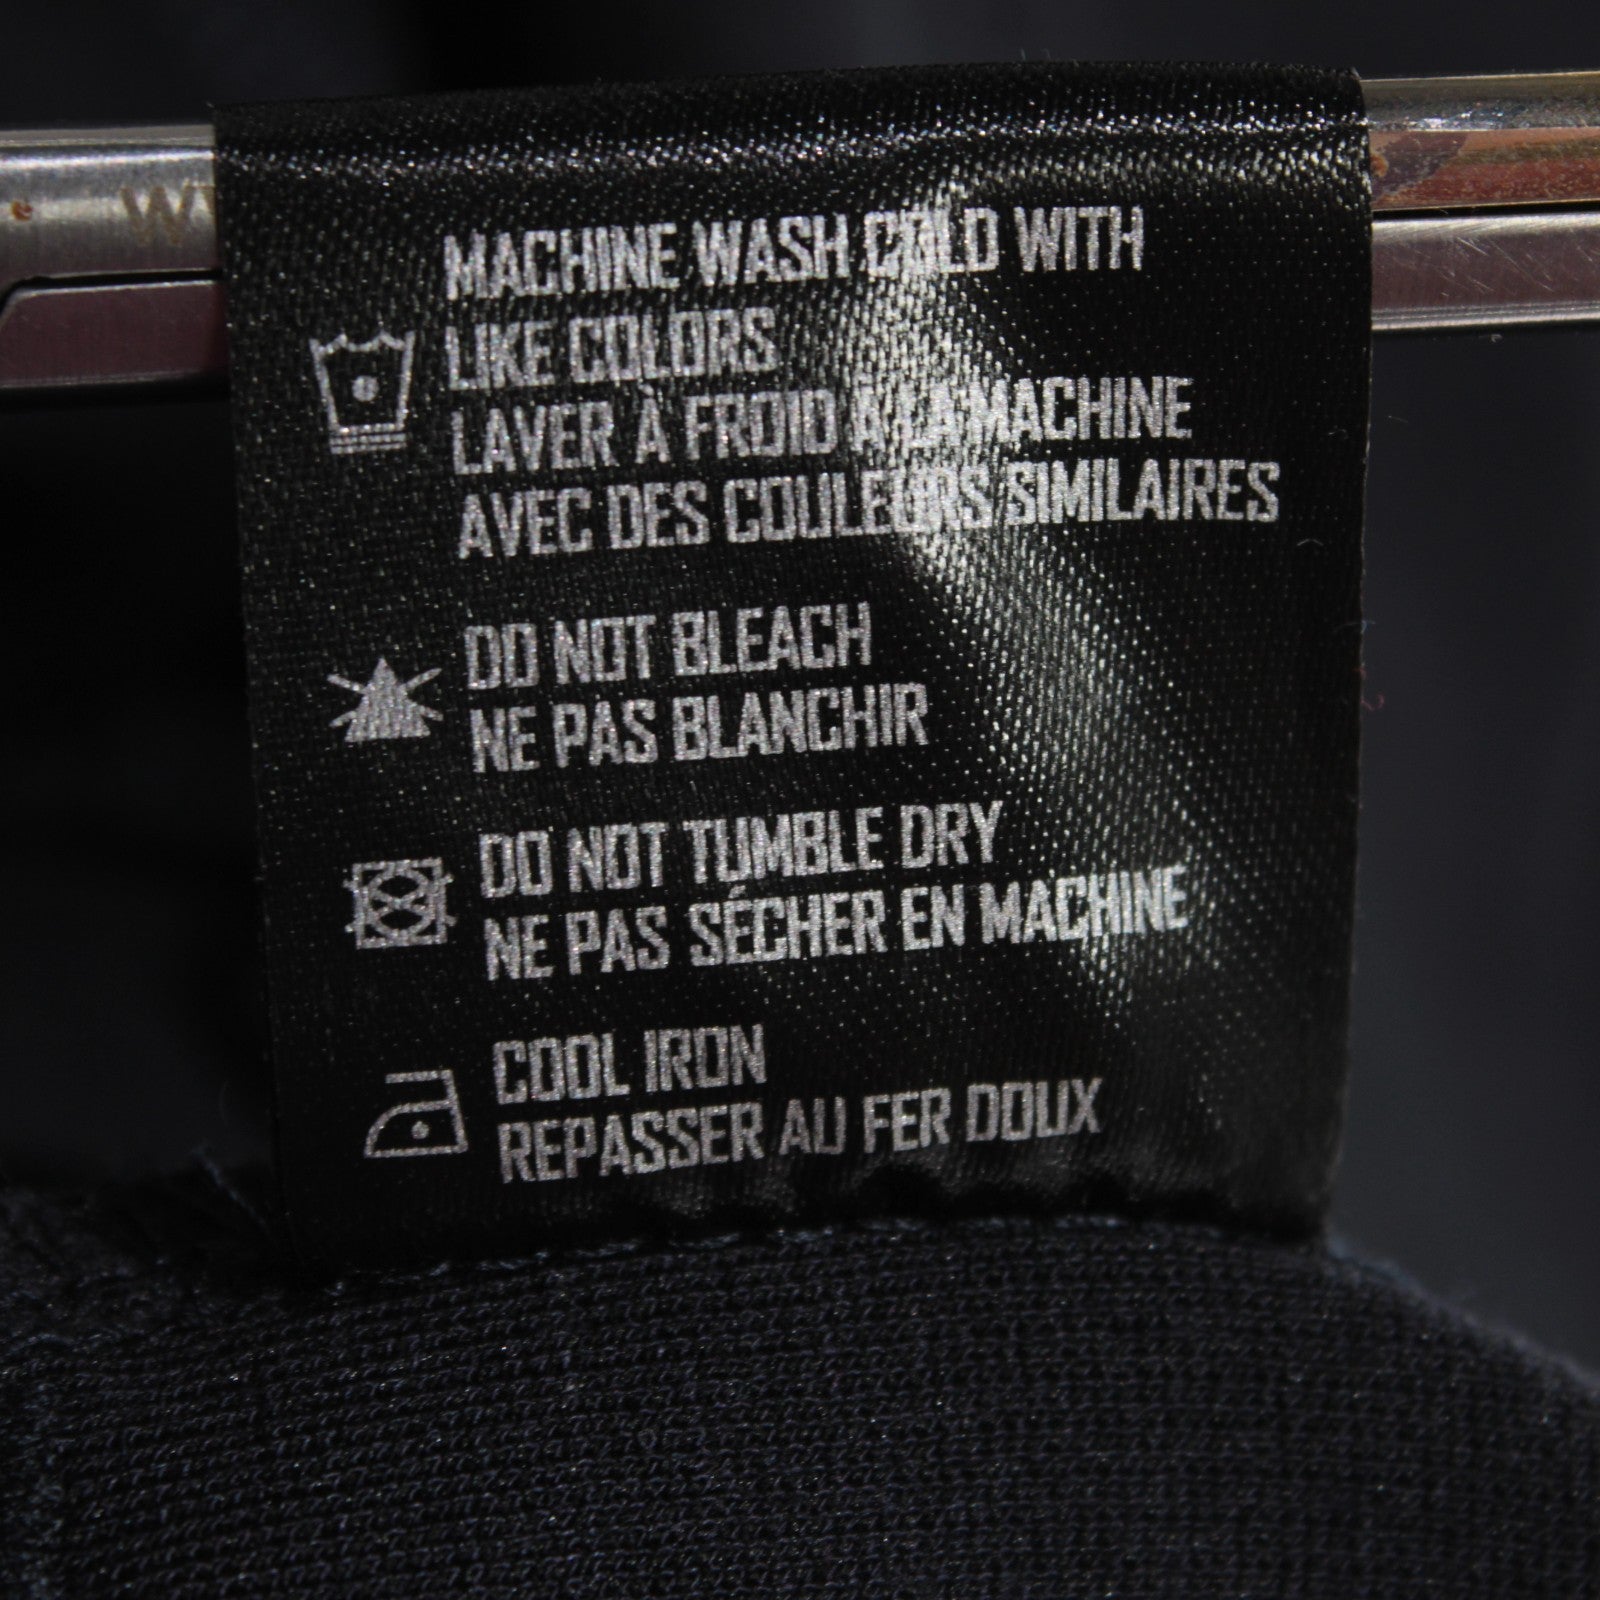 MACHINE WASH COLD WITH
LIKE COLORS
LAVER À FROID À LA MACHINE
AVEC DES COULEURS SIMILAIRES
DO NOT BLEACH
NE PAS BLANCHIR
DO NOT TUMBLE DRY
NE PAS SÉCHER EN MACHINE
COOL IRON
REPASSER AU FER DOUX